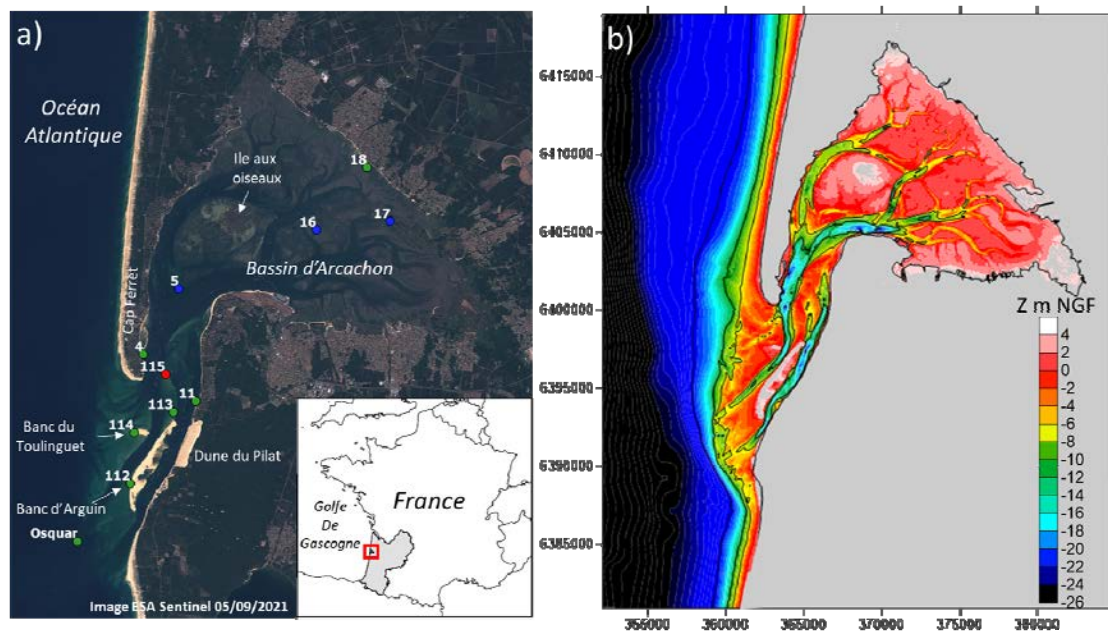 a)
Océan
Atlantique
Ile aux
oiseaux
18
16
17
Bassin d'Arcachon
5
Cap Ferret
4
115
11
113
114
Banc du
Toulinguet
Dune du Pilat
112
Banc d'Arguin
Osquar
France
Golfe
De
Gascogne
Image ESA Sentinel 05/09/2021
b)
6415000
6410000
6405000
6400000
6395000
6390000
6385000
Z m NGF
4
2
0
-2
-4
-6
-8
-10
-12
-14
-16
-18
-20
-22
-24
-26
355000
360000
365000
370000
375000
380000